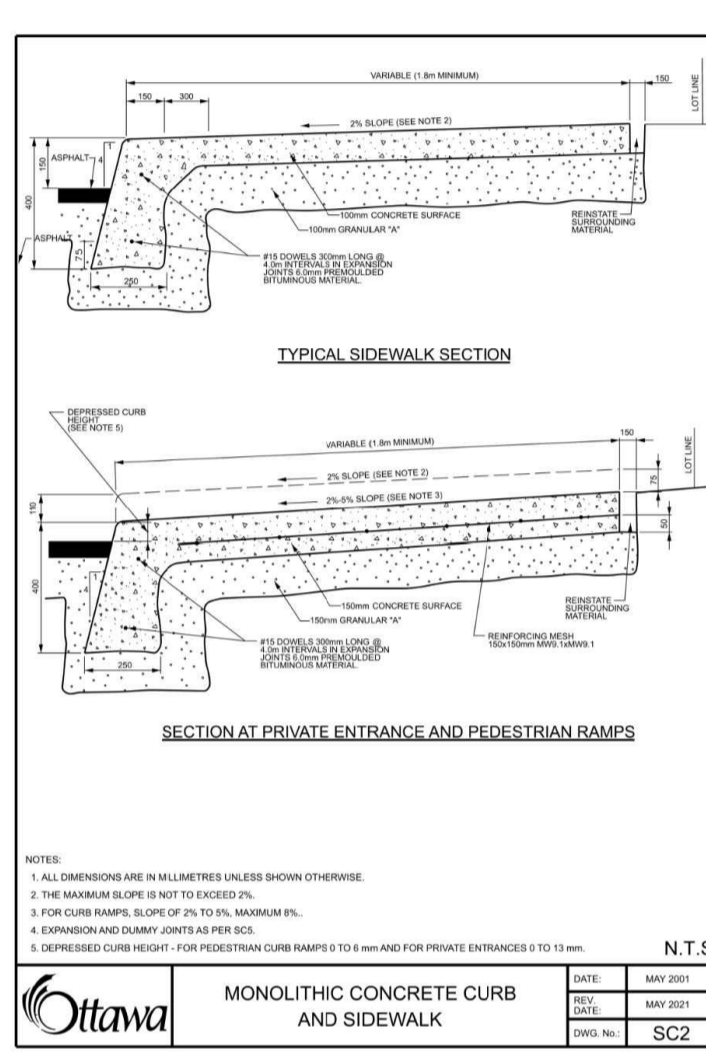 VARIABLE (1.8m MINIMUM)
150
LOT LINE
150
300
2% SLOPE (SEE NOTE 2)
ASPHALT
1
4
150
400
ASPHALT
75
250
100mm CONCRETE SURFACE
100mm GRANULAR "A"
#15 DOWELS 300mm LONG @
4.0m INTERVALS IN EXPANSION
JOINTS 6.0mm PREMOULDED
BITUMINOUS MATERIAL.
REINSTATE
SURROUNDING
MATERIAL
TYPICAL SIDEWALK SECTION
DEPRESSED CURB
HEIGHT
(SEE NOTE 5)
VARIABLE (1.8m MINIMUM)
150
LOT LINE
2% SLOPE (SEE NOTE 2)
75
2%-5% SLOPE (SEE NOTE 3)
110
50
400
1
4
250
150mm CONCRETE SURFACE
150mm GRANULAR "A"
#15 DOWELS 300mm LONG @
4.0m INTERVALS IN EXPANSION
JOINTS 6.0mm PREMOULDED
BITUMINOUS MATERIAL.
REINFORCING MESH
150x150mm MW9.1xMW9.1
REINSTATE
SURROUNDING
MATERIAL
SECTION AT PRIVATE ENTRANCE AND PEDESTRIAN RAMPS
NOTES:
1. ALL DIMENSIONS ARE IN MLLIMETRES UNLESS SHOWN OTHERWISE.
2. THE MAXIMUM SLOPE IS NOT TO EXCEED 2%.
3. FOR CURB RAMPS, SLOPE OF 2% TO 5%, MAXIMUM 8%..
4. EXPANSION AND DUMMY JOINTS AS PER SC5.
5. DEPRESSED CURB HEIGHT - FOR PEDESTRIAN CURB RAMPS 0 TO 6 mm AND FOR PRIVATE ENTRANCES 0 TO 13 mm.
N.T.S
Ottawa
MONOLITHIC CONCRETE CURB
AND SIDEWALK
DATE: MAY 2001
REV.
DATE: MAY 2021
DWG. No.: SC2